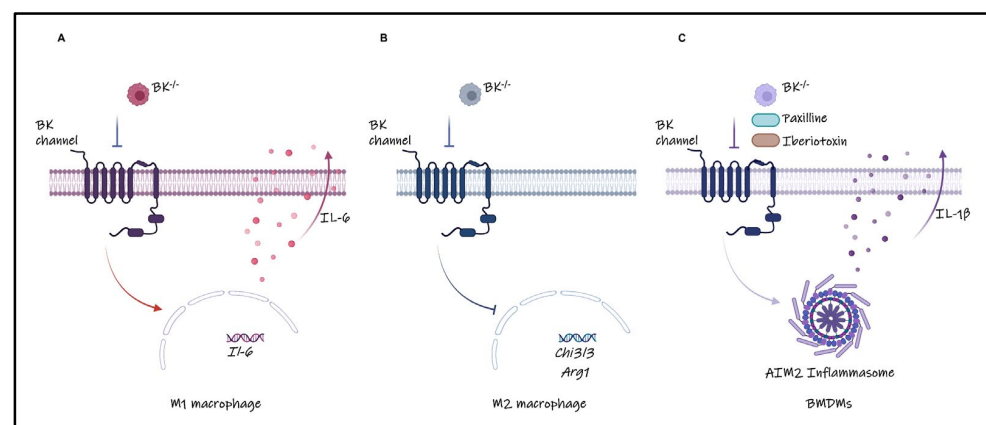 A
BK-/-
BK
channel
IL-6
Il-6
M1 macrophage
B
BK-/-
BK
channel
Chi3l3
Arg1
M2 macrophage
C
BK-/-
Paxilline
Iberiotoxin
BK
channel
IL-1β
AIM2 Inflammasome
BMDMs